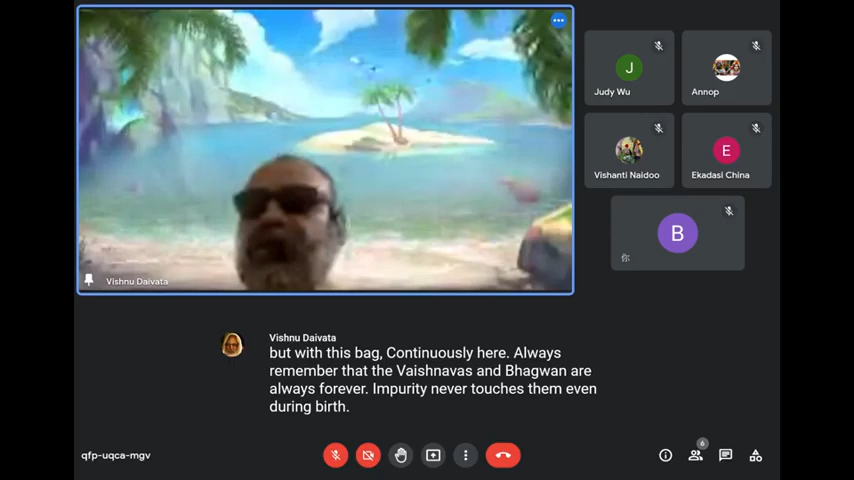 J
Judy Wu
Annop
Vishanti Naidoo
E
Ekadasi China
B
你
Vishnu Daivata
Vishnu Daivata
but with this bag, Continuously here. Always
remember that the Vaishnavas and Bhagwan are
always forever. Impurity never touches them even
during birth.
qfp-uqca-mgv
6